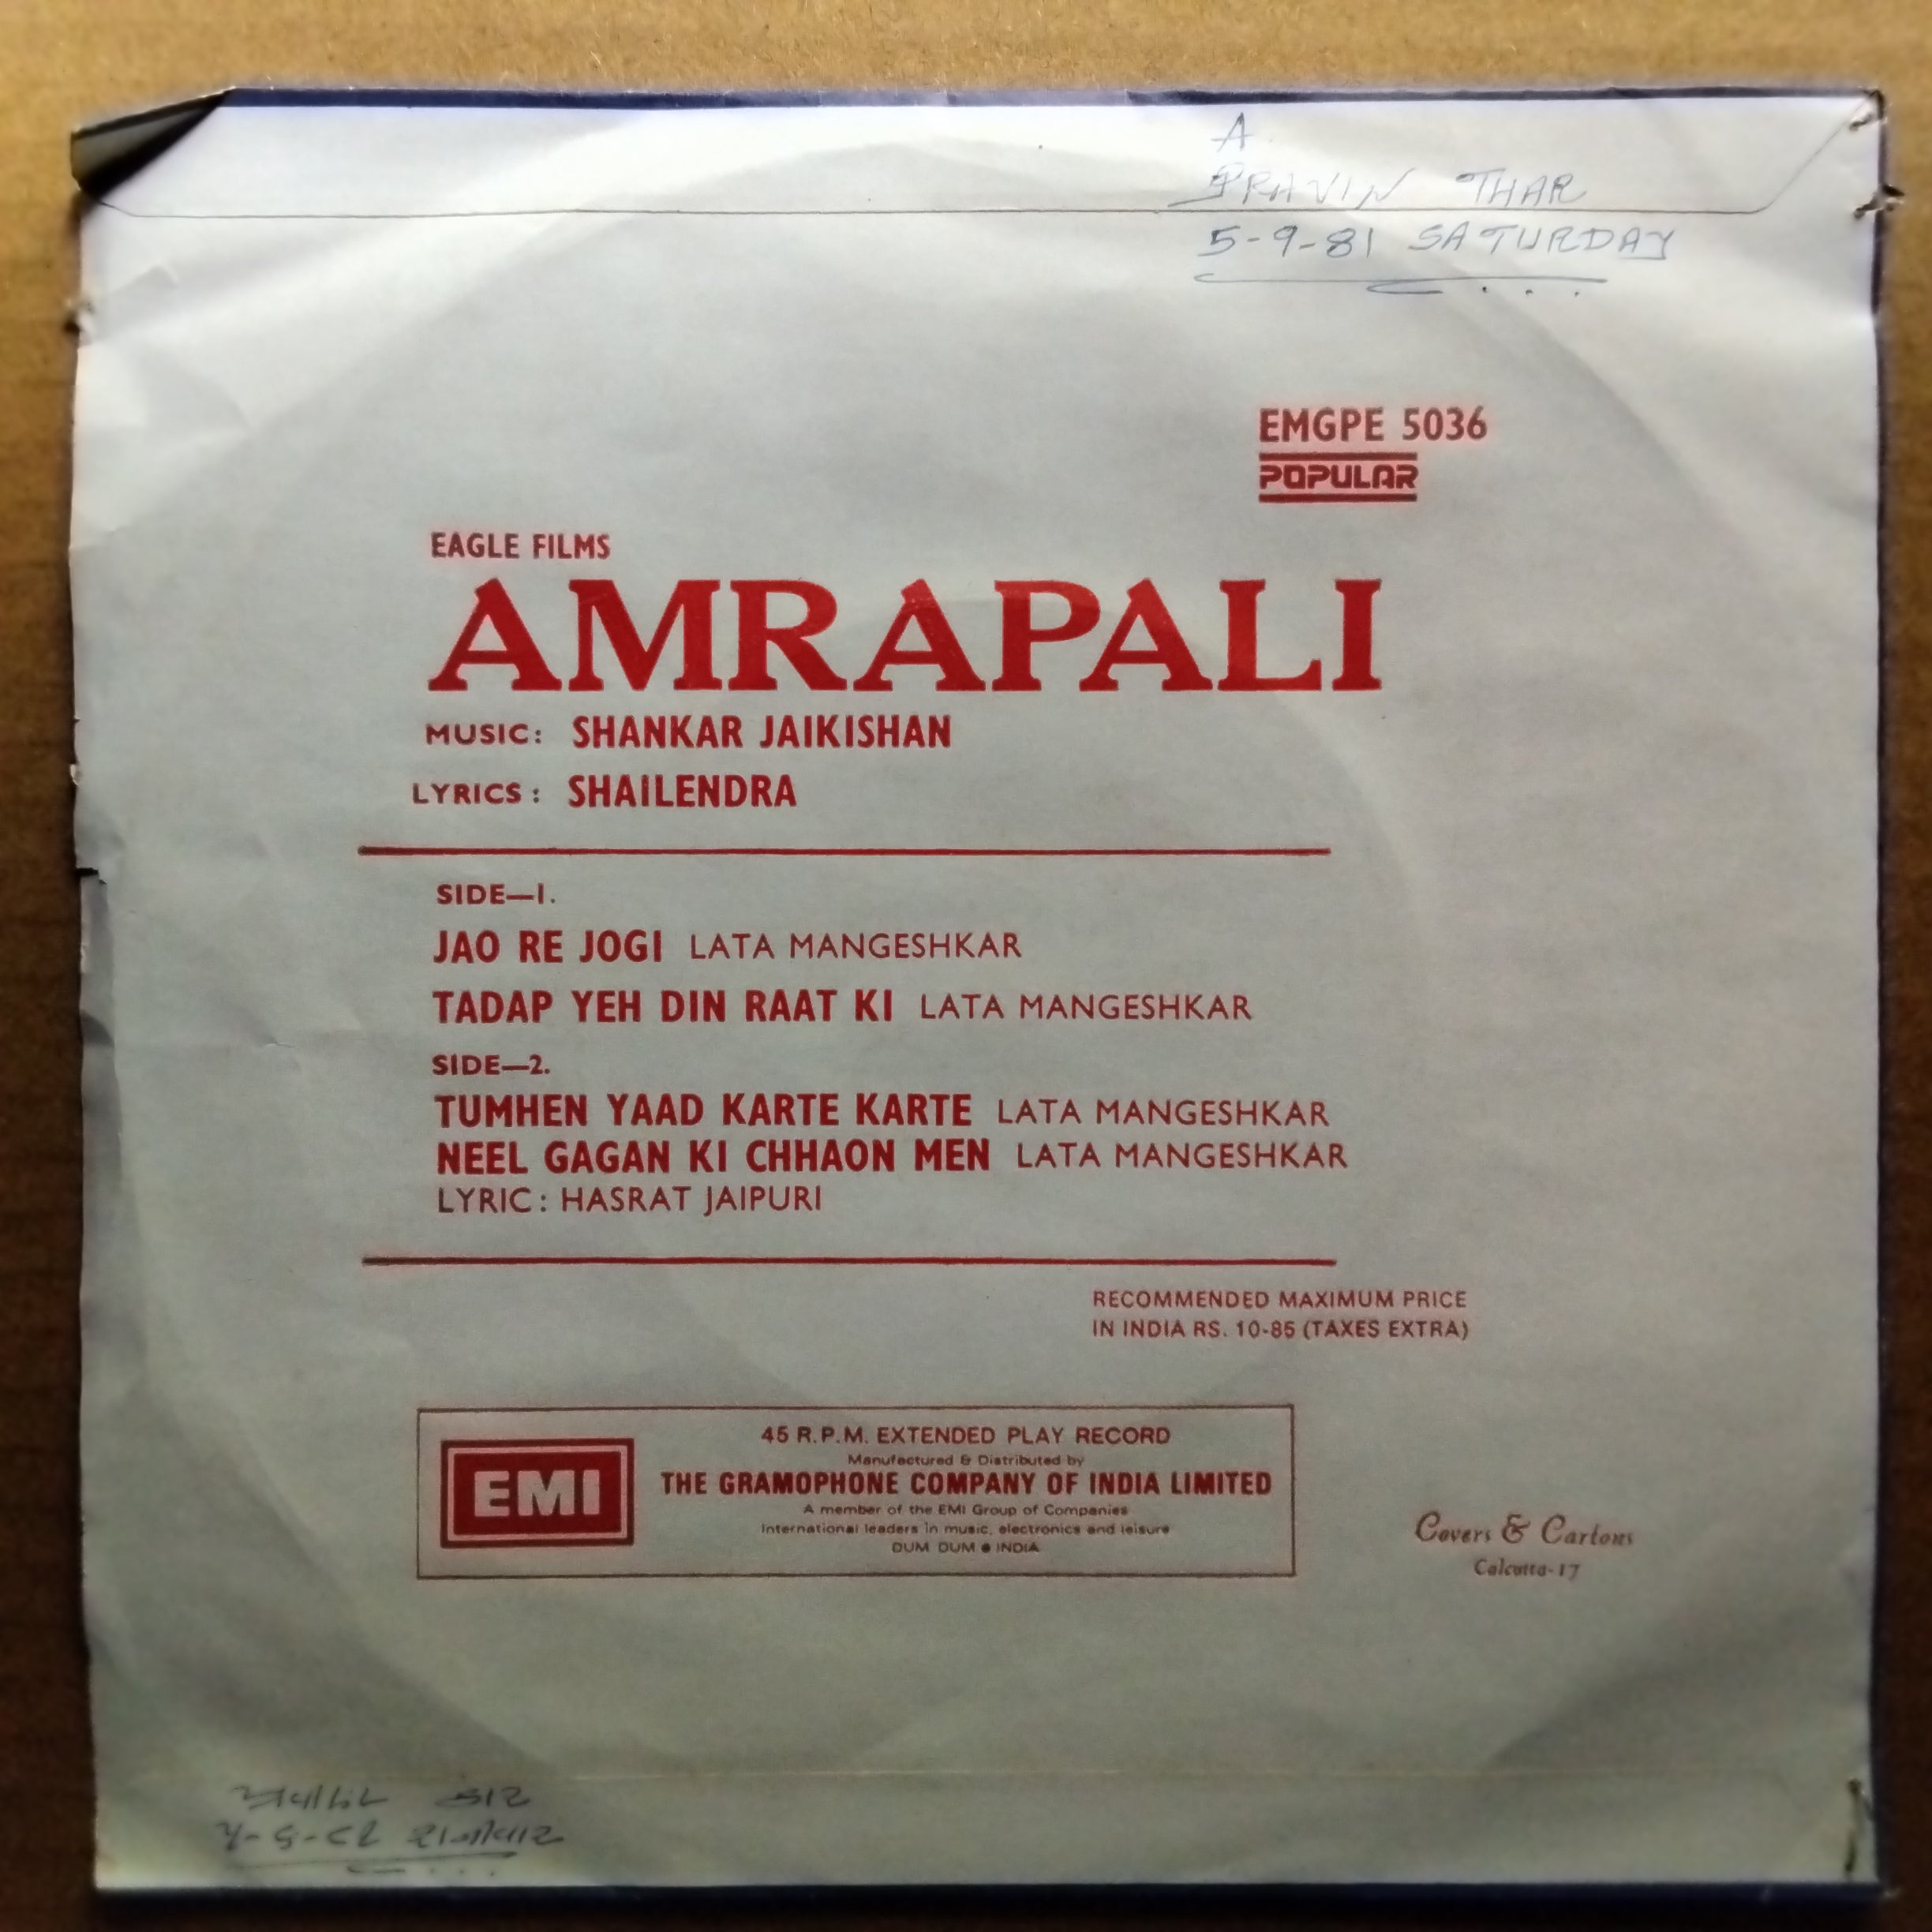 A
PRAVIN THAR
5-9-81 SATURDAY
EMGPE 5036
POPULAR
EAGLE FILMS
AMRAPALI
MUSIC: SHANKAR JAIKISHAN
LYRICS: SHAILENDRA
SIDE—1.
JAO RE JOGI LATA MANGESHKAR
TADAP YEH DIN RAAT KI LATA MANGESHKAR
SIDE—2.
TUMHEN YAAD KARTE KARTE LATA MANGESHKAR
NEEL GAGAN KI CHHAON MEN LATA MANGESHKAR
LYRIC: HASRAT JAIPURI
RECOMMENDED MAXIMUM PRICE
IN INDIA RS. 10-85 (TAXES EXTRA)
EMI
45 R.P.M. EXTENDED PLAY RECORD
Manufactured & Distributed by
THE GRAMOPHONE COMPANY OF INDIA LIMITED
A member of the EMI Group of Companies
International leaders in music, electronics and leisure
DUM DUM ● INDIA
Covers & Cartons
Calcutta-17
૫-૯-૮૧ શનીવાર